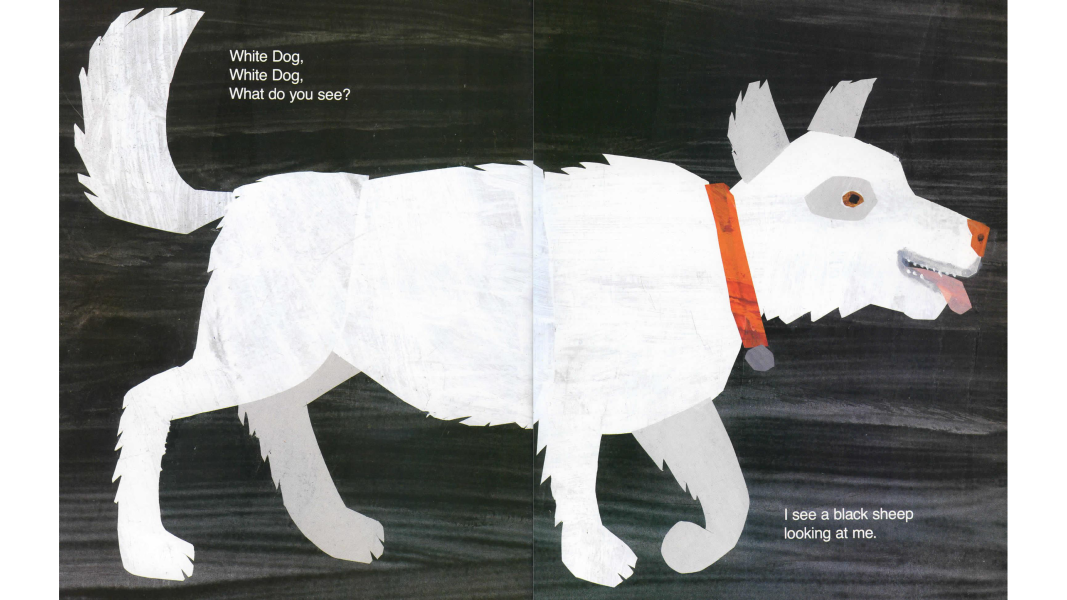 White Dog,
White Dog,
What do you see?
I see a black sheep
looking at me.